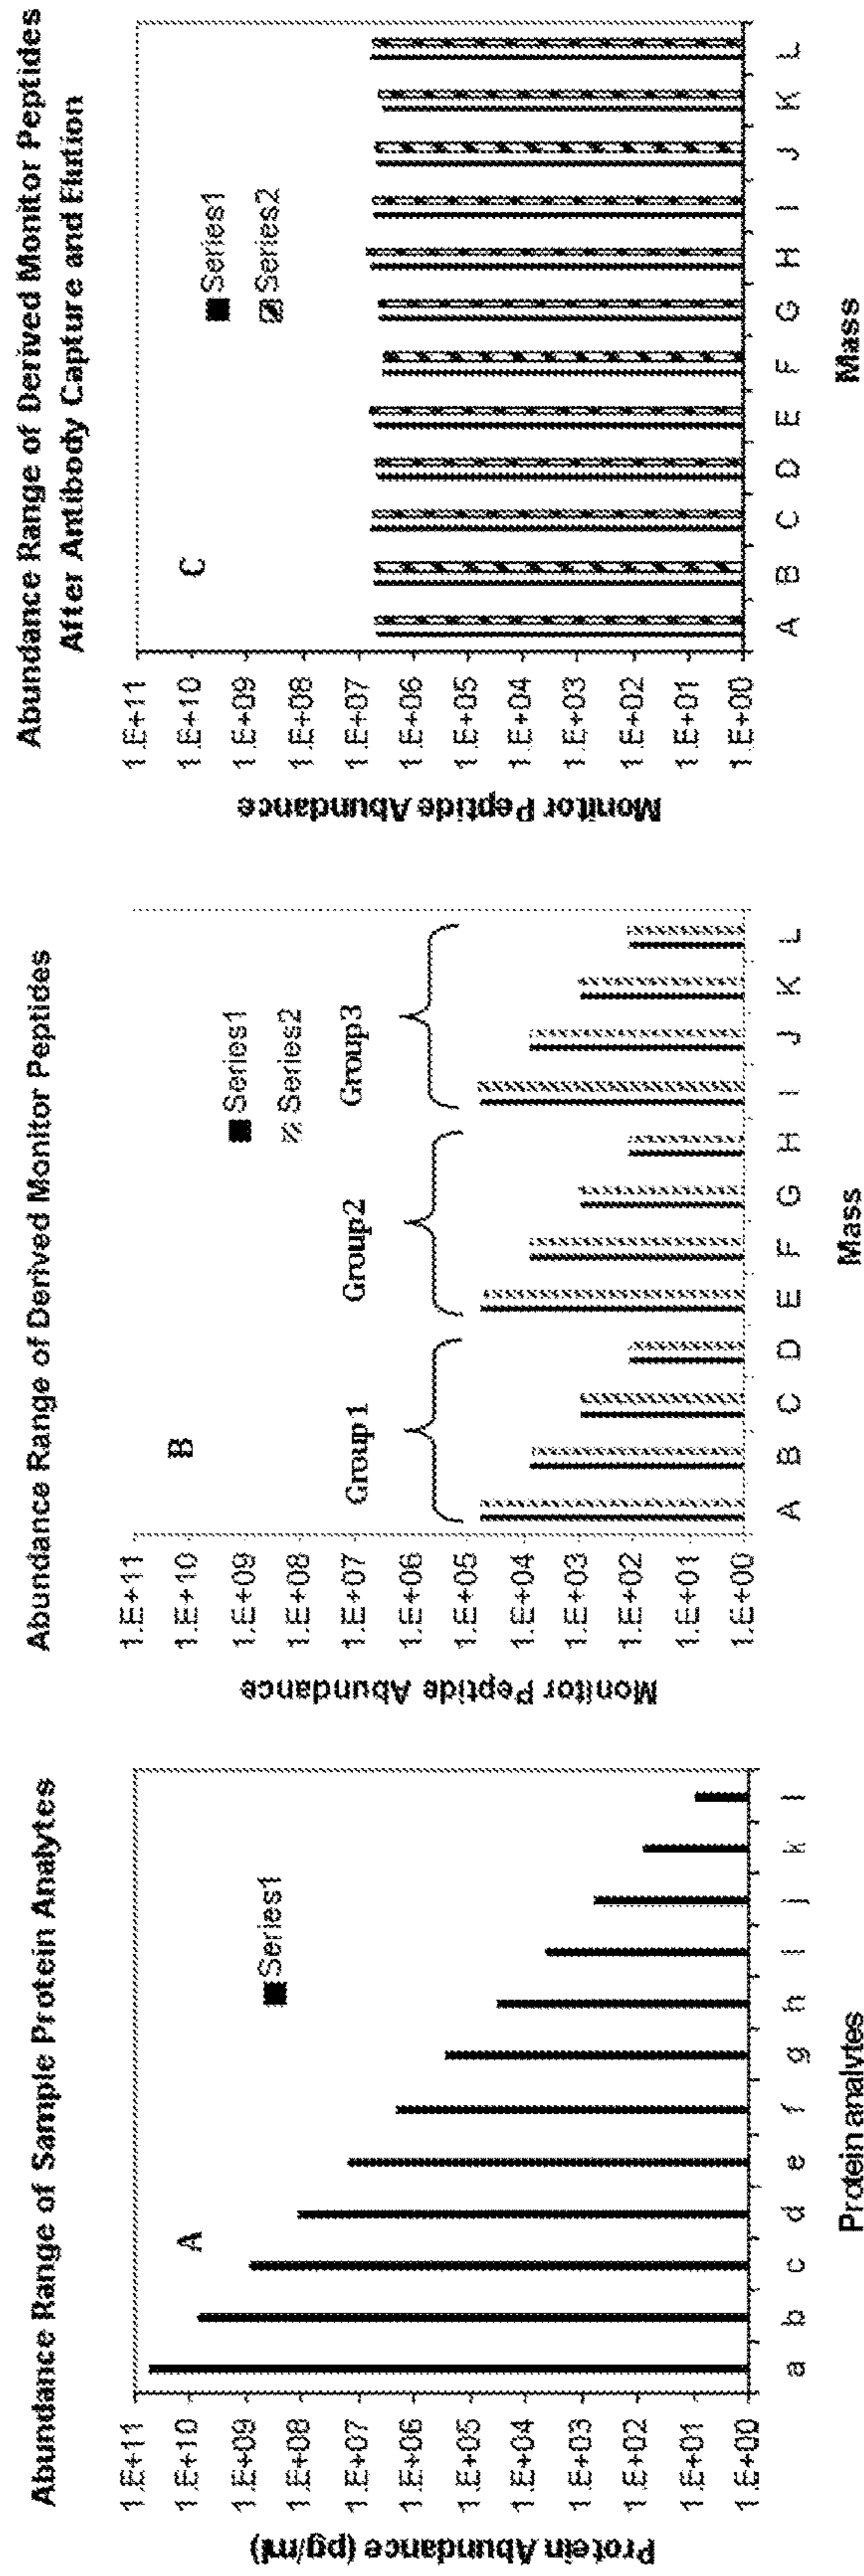 Abundance Range of Sample Protein Analytes
A
Series1
Protein Abundance (pg/ml)
1.E+11
1.E+10
1.E+09
1.E+08
1.E+07
1.E+06
1.E+05
1.E+04
1.E+03
1.E+02
1.E+01
1.E+00
a b c d e f g h i j k l
Protein analytes
Abundance Range of Derived Monitor Peptides
B
Series1
Series2
Group1 Group2 Group3
Monitor Peptide Abundance
1.E+11
1.E+10
1.E+09
1.E+08
1.E+07
1.E+06
1.E+05
1.E+04
1.E+03
1.E+02
1.E+01
1.E+00
A B C D E F G H I J K L
Mass
Abundance Range of Derived Monitor Peptides
After Antibody Capture and Elution
C
Series1
Series2
Monitor Peptide Abundance
1.E+11
1.E+10
1.E+09
1.E+08
1.E+07
1.E+06
1.E+05
1.E+04
1.E+03
1.E+02
1.E+01
1.E+00
A B C D E F G H I J K L
Mass